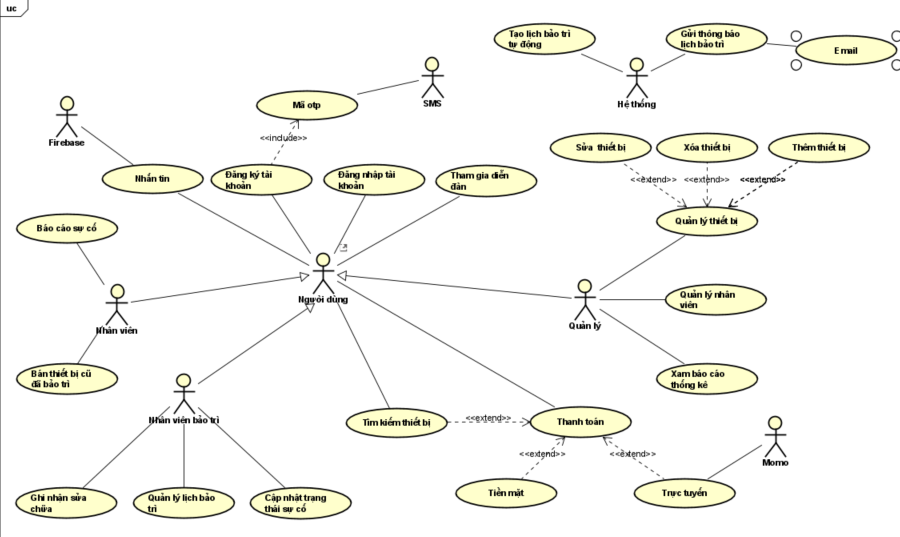 uc
Tạo lịch bảo trì
tự động
Gửi thông báo
lịch bảo trì
Email
Hệ thống
SMS
Mã otp
Firebase
<<include>>
Sửa thiết bị
Xóa thiết bị
Thêm thiết bị
Nhắn tin
Đăng ký tài
khoản
Đăng nhập tài
khoản
Tham gia diễn
đàn
<<extend>>
<<extend>>
<<extend>>
Báo cáo sự cố
Quản lý thiết bị
Người dùng
Nhân viên
Quản lý
Quản lý nhân
viên
Bán thiết bị cũ
đã bảo trì
Xam báo cáo
thống kê
Nhân viên bảo trì
Tìm kiếm thiết bị
<<extend>>
Thanh toán
<<extend>>
<<extend>>
Momo
Ghi nhận sửa
chữa
Quản lý lịch bảo
trì
Cập nhật trạng
thái sự cố
Tiền mặt
Trực tuyến